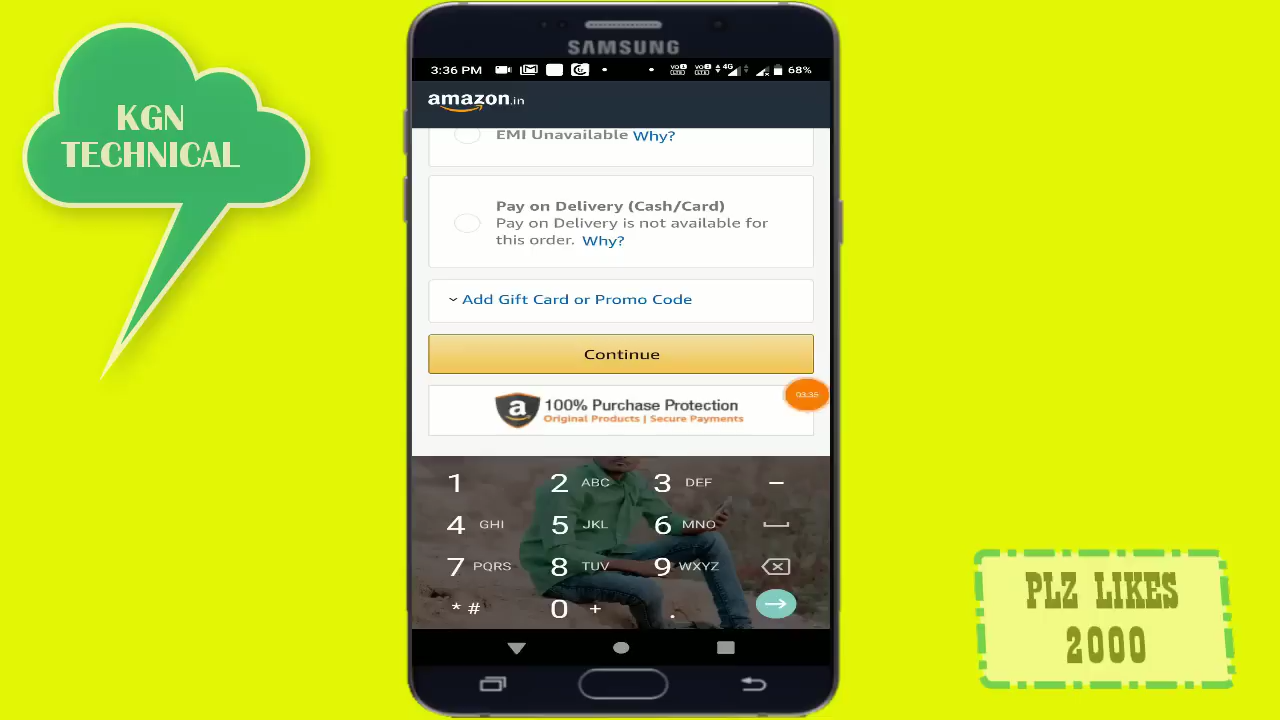 KGN
TECHNICAL
SAMSUNG
3:36 PM 4G 68%
amazon.in
EMI Unavailable Why?
Pay on Delivery (Cash/Card)
Pay on Delivery is not available for
this order. Why?
Add Gift Card or Promo Code
Continue
a 100% Purchase Protection
Original Products | Secure Payments
03:35
1 2 ABC 3 DEF –
4 GHI 5 JKL 6 MNO
7 PQRS 8 TUV 9 WXYZ
* # 0 + .
PLZ LIKES
2000